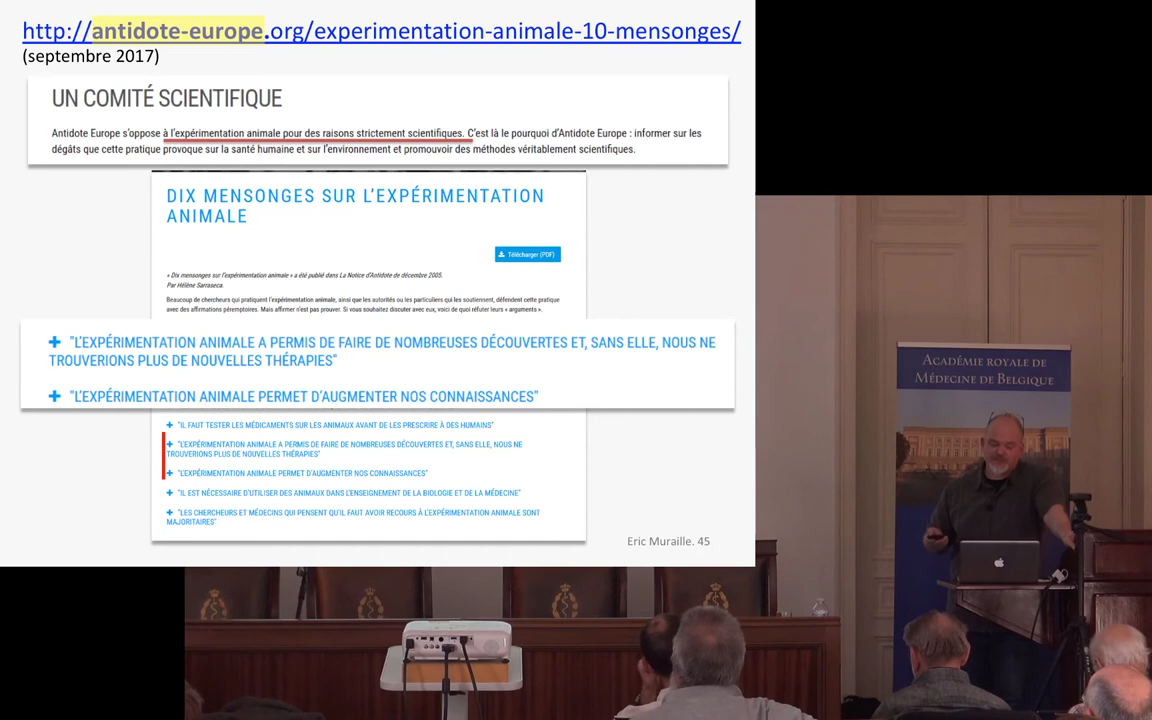 http://antidote-europe.org/experimentation-animale-10-mensonges/
(septembre 2017)
UN COMITÉ SCIENTIFIQUE
Antidote Europe s'oppose à l'expérimentation animale pour des raisons strictement scientifiques. C'est là le pourquoi d'Antidote Europe : informer sur les
dégâts que cette pratique provoque sur la santé humaine et sur l'environnement et promouvoir des méthodes véritablement scientifiques.
DIX MENSONGES SUR L'EXPÉRIMENTATION
ANIMALE
Télécharger (PDF)
« Dix mensonges sur l'expérimentation animale » a été publié dans La Notice d'Antidote de décembre 2005.
Par Hélène Sarraseca.
Beaucoup de chercheurs qui pratiquent l'expérimentation animale, ainsi que les autorités ou les particuliers qui les soutiennent, défendent cette pratique
avec des affirmations péremptoires. Mais affirmer n'est pas prouver. Si vous souhaitez discuter avec eux, voici de quoi réfuter leurs « arguments ».
"L'EXPÉRIMENTATION ANIMALE A PERMIS DE FAIRE DE NOMBREUSES DÉCOUVERTES ET, SANS ELLE, NOUS NE
TROUVERIONS PLUS DE NOUVELLES THÉRAPIES"
"L'EXPÉRIMENTATION ANIMALE PERMET D'AUGMENTER NOS CONNAISSANCES"
"IL FAUT TESTER LES MÉDICAMENTS SUR LES ANIMAUX AVANT DE LES PRESCRIRE À DES HUMAINS"
"L'EXPÉRIMENTATION ANIMALE A PERMIS DE FAIRE DE NOMBREUSES DÉCOUVERTES ET, SANS ELLE, NOUS NE
TROUVERIONS PLUS DE NOUVELLES THÉRAPIES"
"L'EXPÉRIMENTATION ANIMALE PERMET D'AUGMENTER NOS CONNAISSANCES"
"IL EST NÉCESSAIRE D'UTILISER DES ANIMAUX DANS L'ENSEIGNEMENT DE LA BIOLOGIE ET DE LA MÉDECINE"
"LES CHERCHEURS ET MÉDECINS QUI PENSENT QU'IL FAUT AVOIR RECOURS À L'EXPÉRIMENTATION ANIMALE SONT
MAJORITAIRES"
Eric Muraille. 45
ACADÉMIE ROYALE DE
MÉDECINE DE BELGIQUE